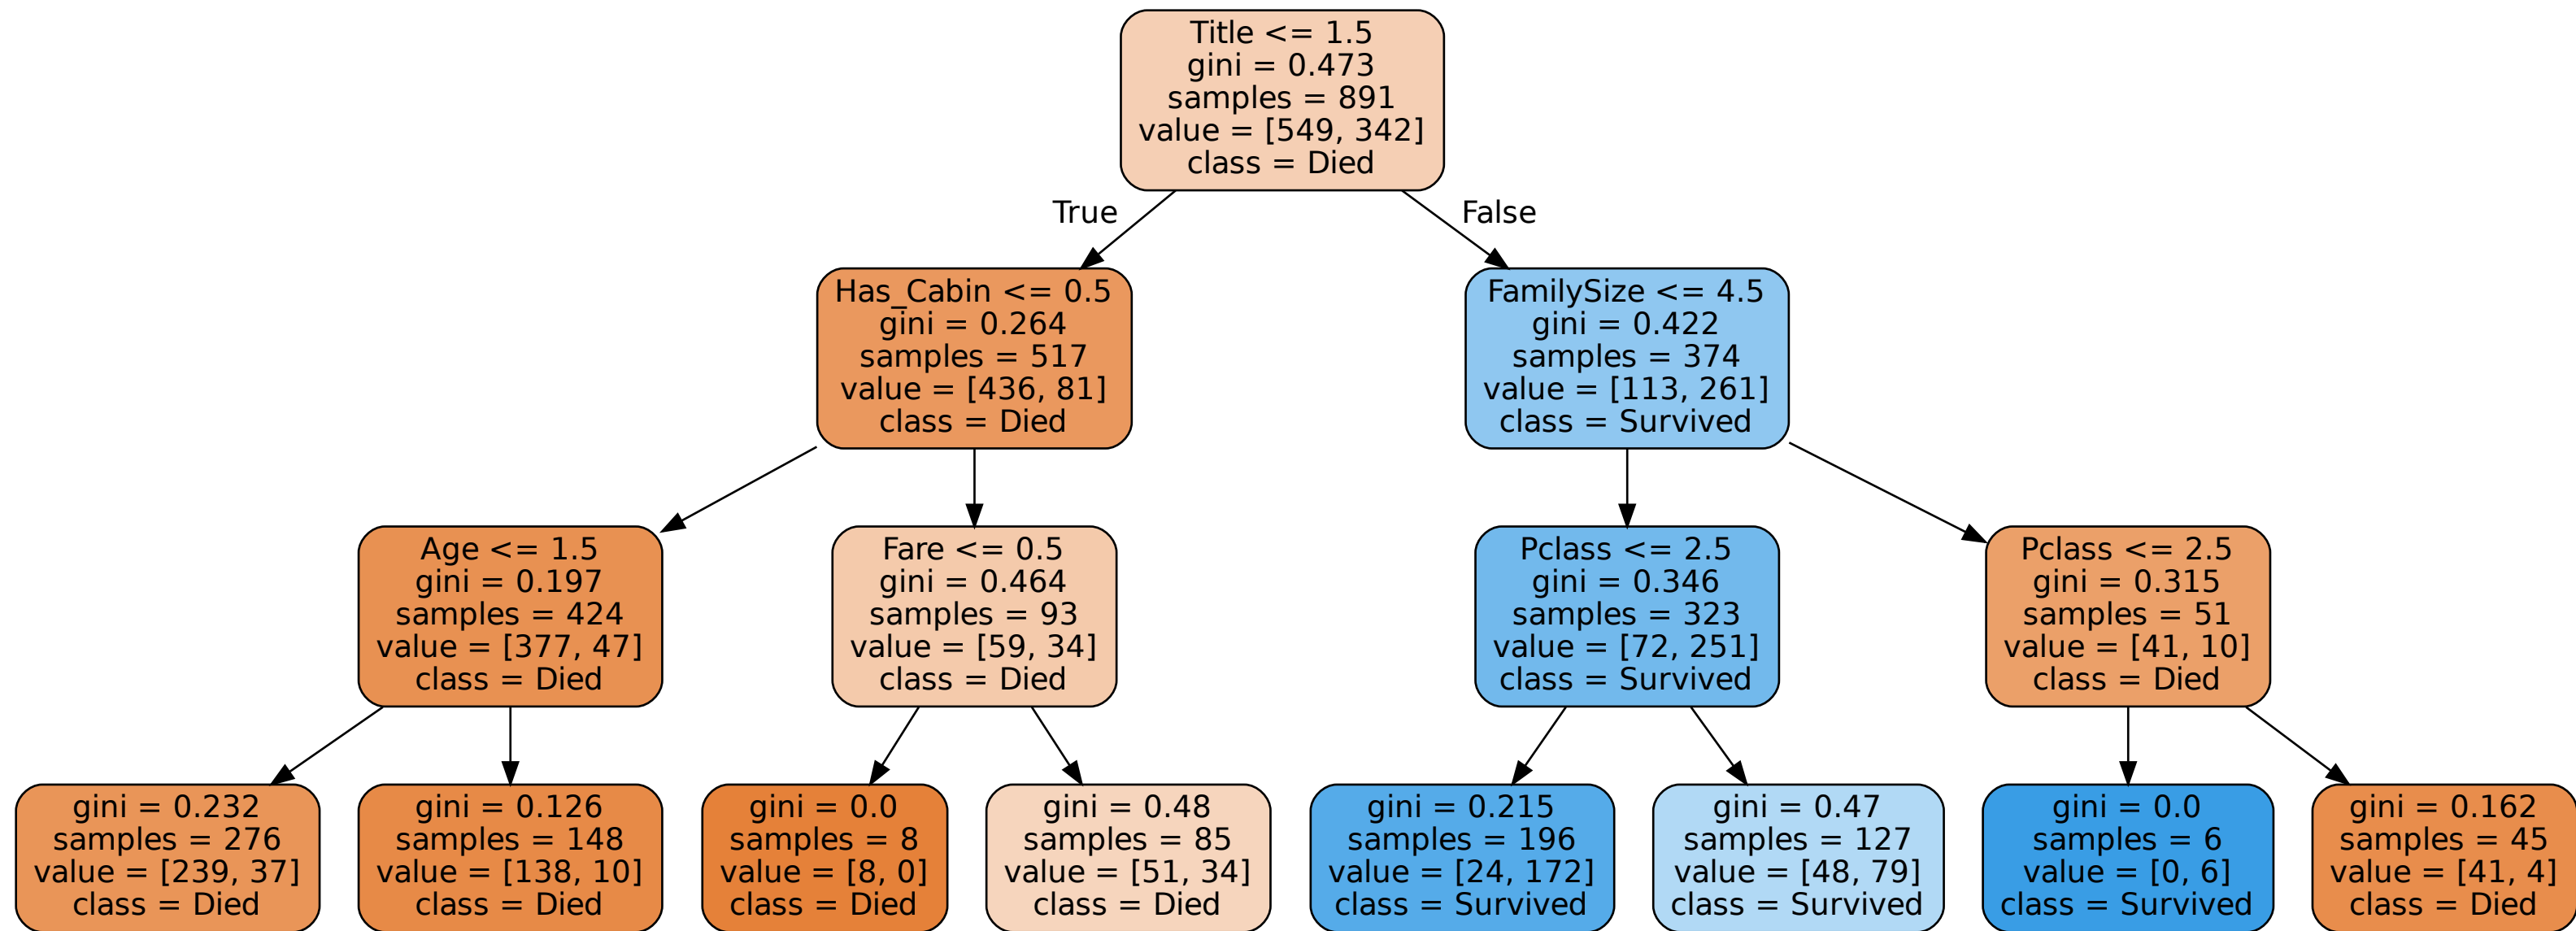 Title <= 1.5
gini = 0.473
samples = 891
value = [549, 342]
class = Died
True
False
Has_Cabin <= 0.5
gini = 0.264
samples = 517
value = [436, 81]
class = Died
FamilySize <= 4.5
gini = 0.422
samples = 374
value = [113, 261]
class = Survived
Age <= 1.5
gini = 0.197
samples = 424
value = [377, 47]
class = Died
Fare <= 0.5
gini = 0.464
samples = 93
value = [59, 34]
class = Died
Pclass <= 2.5
gini = 0.346
samples = 323
value = [72, 251]
class = Survived
Pclass <= 2.5
gini = 0.315
samples = 51
value = [41, 10]
class = Died
gini = 0.232
samples = 276
value = [239, 37]
class = Died
gini = 0.126
samples = 148
value = [138, 10]
class = Died
gini = 0.0
samples = 8
value = [8, 0]
class = Died
gini = 0.48
samples = 85
value = [51, 34]
class = Died
gini = 0.215
samples = 196
value = [24, 172]
class = Survived
gini = 0.47
samples = 127
value = [48, 79]
class = Survived
gini = 0.0
samples = 6
value = [0, 6]
class = Survived
gini = 0.162
samples = 45
value = [41, 4]
class = Died